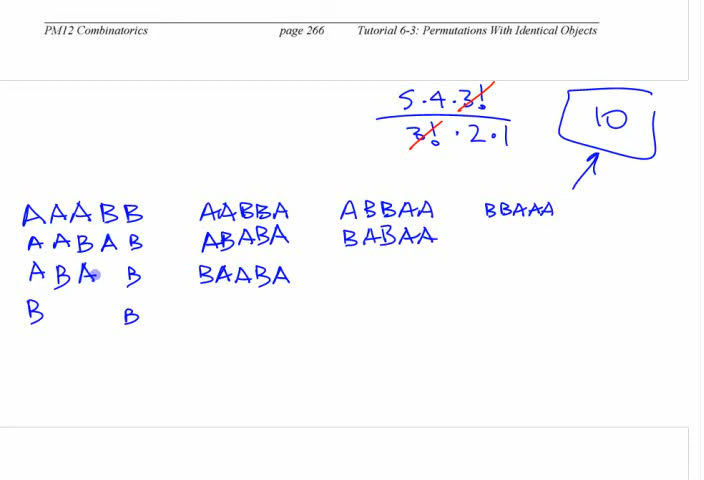 PM12 Combinatorics page 266 Tutorial 6-3: Permutations With Identical Objects
5·4·3!
3!·2·1
10
AAABB AABBA ABBAA BBAAA
AABAB ABABA BABAA
ABA B BAABA
B B